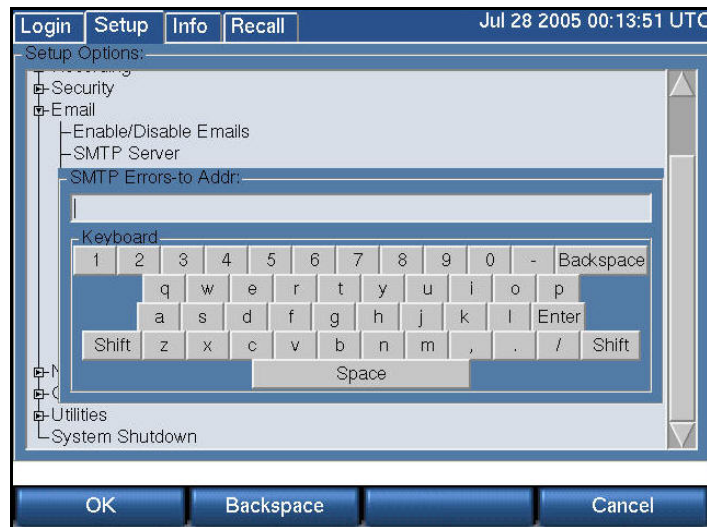 Login Setup Info Recall Jul 28 2005 00:13:51 UTC
Setup Options:
Security
Email
Enable/Disable Emails
SMTP Server
SMTP Errors-to Addr:
Keyboard
1 2 3 4 5 6 7 8 9 0 - Backspace
q w e r t y u i o p
a s d f g h j k l Enter
Shift z x c v b n m , . / Shift
Space
Utilities
System Shutdown
OK Backspace Cancel